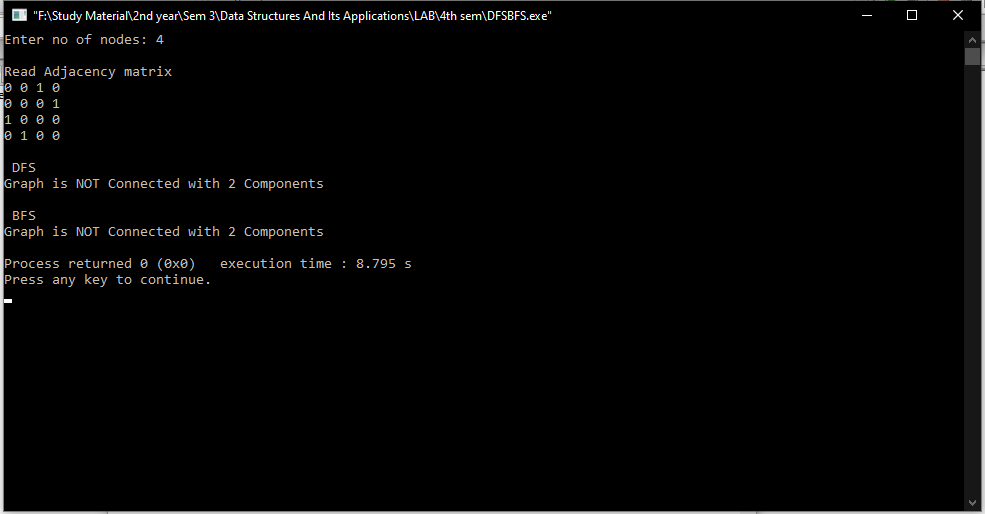 "F:\Study Material\2nd year\Sem 3\Data Structures And Its Applications\LAB\4th sem\DFSBFS.exe"
Enter no of nodes: 4
Read Adjacency matrix
0 0 1 0
0 0 0 1
1 0 0 0
0 1 0 0
DFS
Graph is NOT Connected with 2 Components
BFS
Graph is NOT Connected with 2 Components
Process returned 0 (0x0)   execution time : 8.795 s
Press any key to continue.